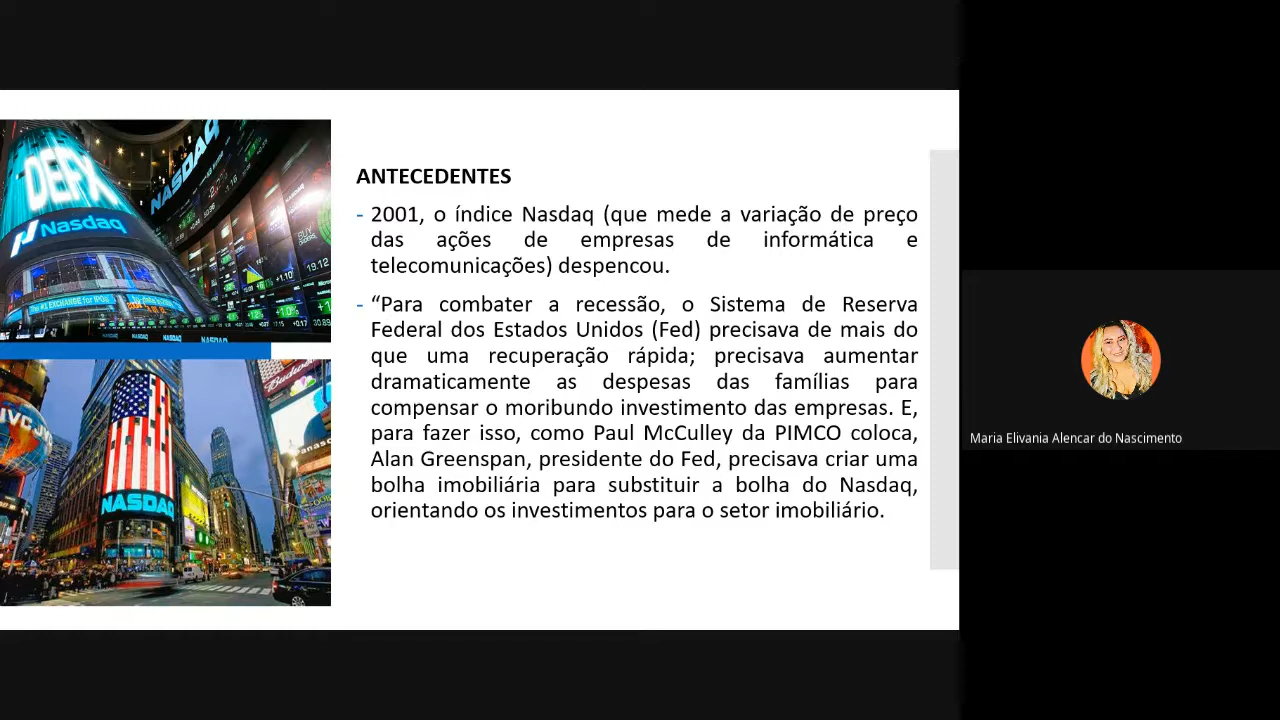 DEFX
Nasdaq
NASDAQ
ANTECEDENTES
- 2001, o índice Nasdaq (que mede a variação de preço
das ações de empresas de informática e
telecomunicações) despencou.
- “Para combater a recessão, o Sistema de Reserva
Federal dos Estados Unidos (Fed) precisava de mais do
que uma recuperação rápida; precisava aumentar
dramaticamente as despesas das famílias para
compensar o moribundo investimento das empresas. E,
para fazer isso, como Paul McCulley da PIMCO coloca,
Alan Greenspan, presidente do Fed, precisava criar uma
bolha imobiliária para substituir a bolha do Nasdaq,
orientando os investimentos para o setor imobiliário.
NASDAQ
Maria Elivania Alencar do Nascimento